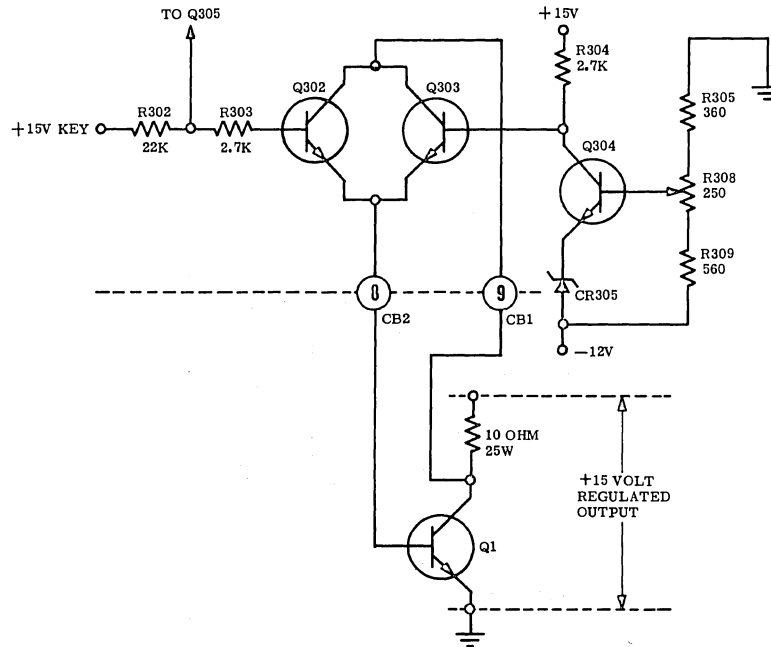 TO Q305
+15V
R304
2.7K
Q302
Q303
R305
360
R302
R303
+15V KEY
22K
2.7K
Q304
R308
250
R309
560
8
9
CR305
CB2
CB1
-12V
10 OHM
25W
+15 VOLT
REGULATED
OUTPUT
Q1